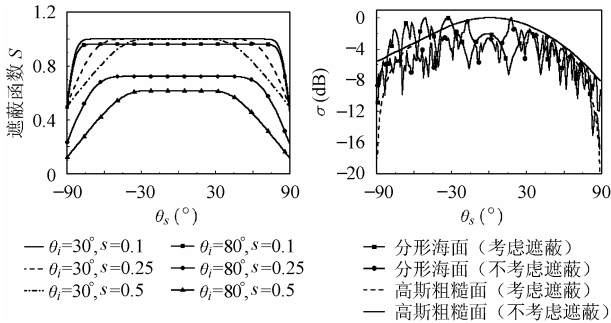 1.2
0.8
0.4
0
遮蔽函数 S
−90
−30
30
90
θs(°)
θi=30°,s=0.1
θi=80°,s=0.1
θi=30°,s=0.25
θi=80°,s=0.25
θi=30°,s=0.5
θi=80°,s=0.5
0
−4
−8
−12
−16
−20
σ(dB)
−90
−30
30
90
θs(°)
分形海面（考虑遮蔽）
分形海面（不考虑遮蔽）
高斯粗糙面（考虑遮蔽）
高斯粗糙面（不考虑遮蔽）